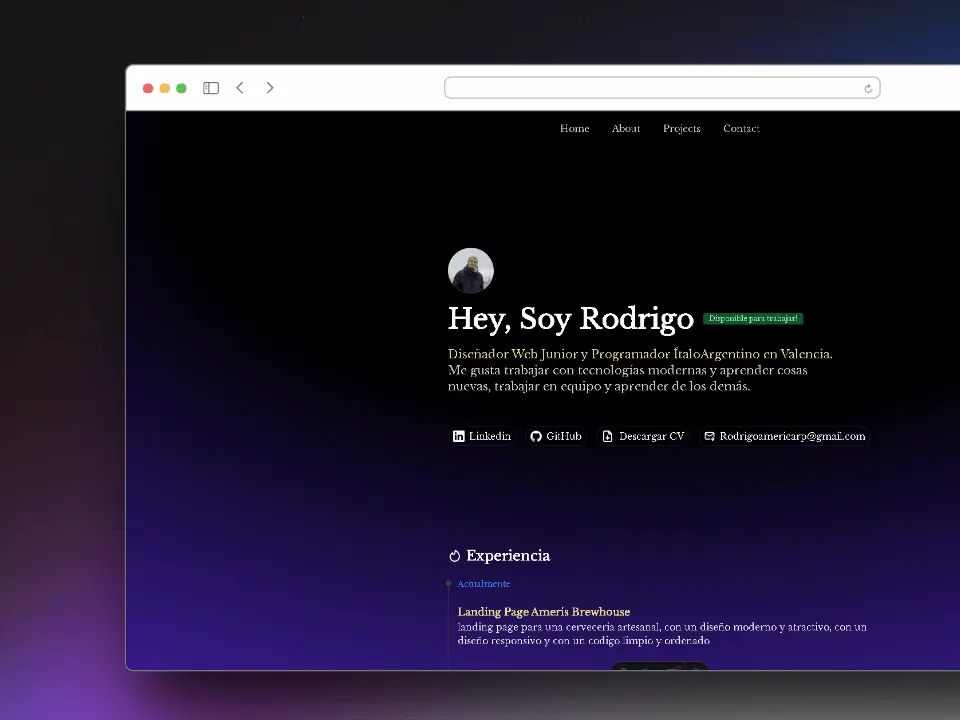 Home About Projects Contact
Hey, Soy Rodrigo Disponible para trabajar!
Diseñador Web Junior y Programador ÍtaloArgentino en Valencia.
Me gusta trabajar con tecnologías modernas y aprender cosas
nuevas, trabajar en equipo y aprender de los demás.
Linkedin GitHub Descargar CV Rodrigoamericarp@gmail.com
Experiencia
Actualmente
Landing Page Ameris Brewhouse
landing page para una cerveceria artesanal, con un diseño moderno y atractivo, con un
diseño responsivo y con un codigo limpio y ordenado